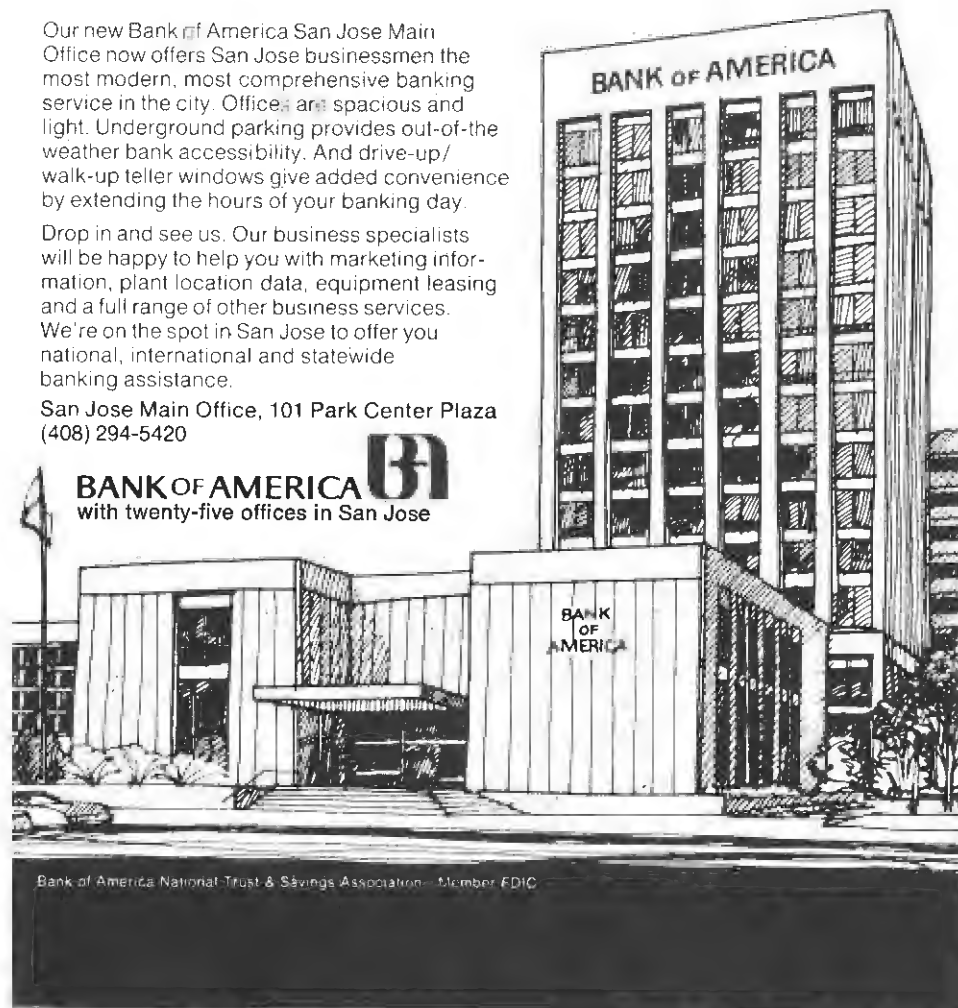 Our new Bank of America San Jose Main
Office now offers San Jose businessmen the
most modern, most comprehensive banking
service in the city. Offices are spacious and
light. Underground parking provides out-of-the
weather bank accessibility. And drive-up/
walk-up teller windows give added convenience
by extending the hours of your banking day.
Drop in and see us. Our business specialists
will be happy to help you with marketing infor-
mation, plant location data, equipment leasing
and a full range of other business services.
We're on the spot in San Jose to offer you
national, international and statewide
banking assistance.
San Jose Main Office, 101 Park Center Plaza
(408) 294-5420
BANK OF AMERICA BA
with twenty-five offices in San Jose
BANK OF AMERICA
BANK
OF
AMERICA
Bank of America National Trust & Savings Association - Member FDIC